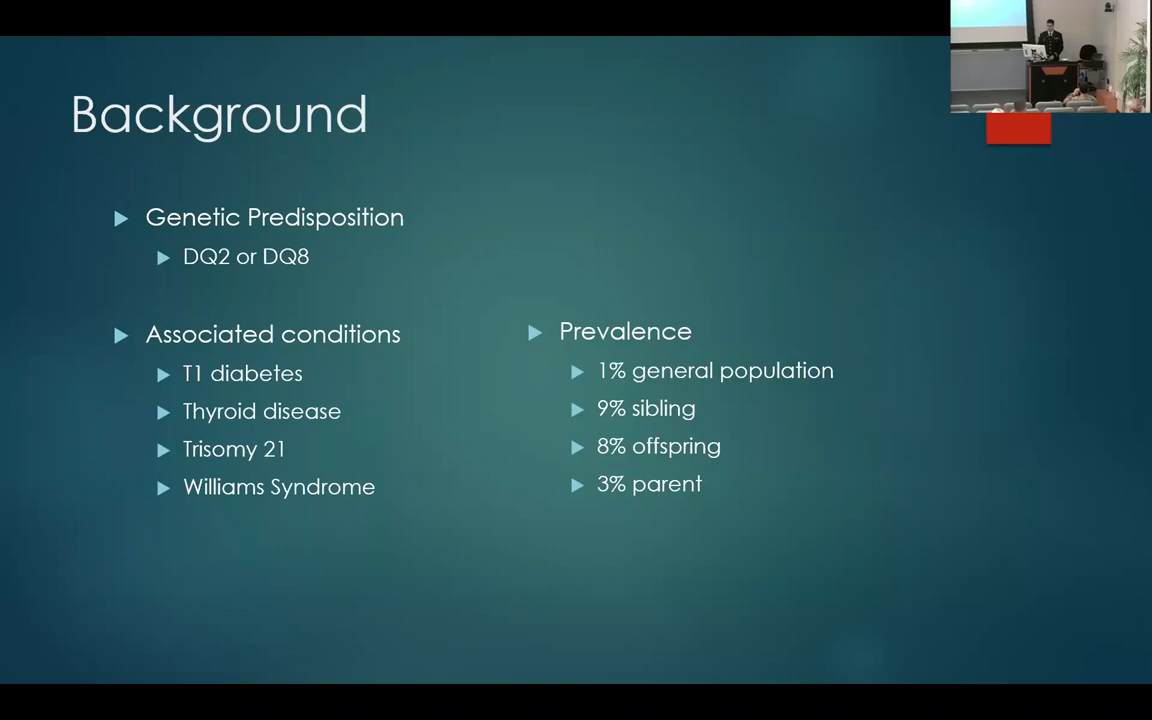 Background
Genetic Predisposition
DQ2 or DQ8
Associated conditions
T1 diabetes
Thyroid disease
Trisomy 21
Williams Syndrome
Prevalence
1% general population
9% sibling
8% offspring
3% parent